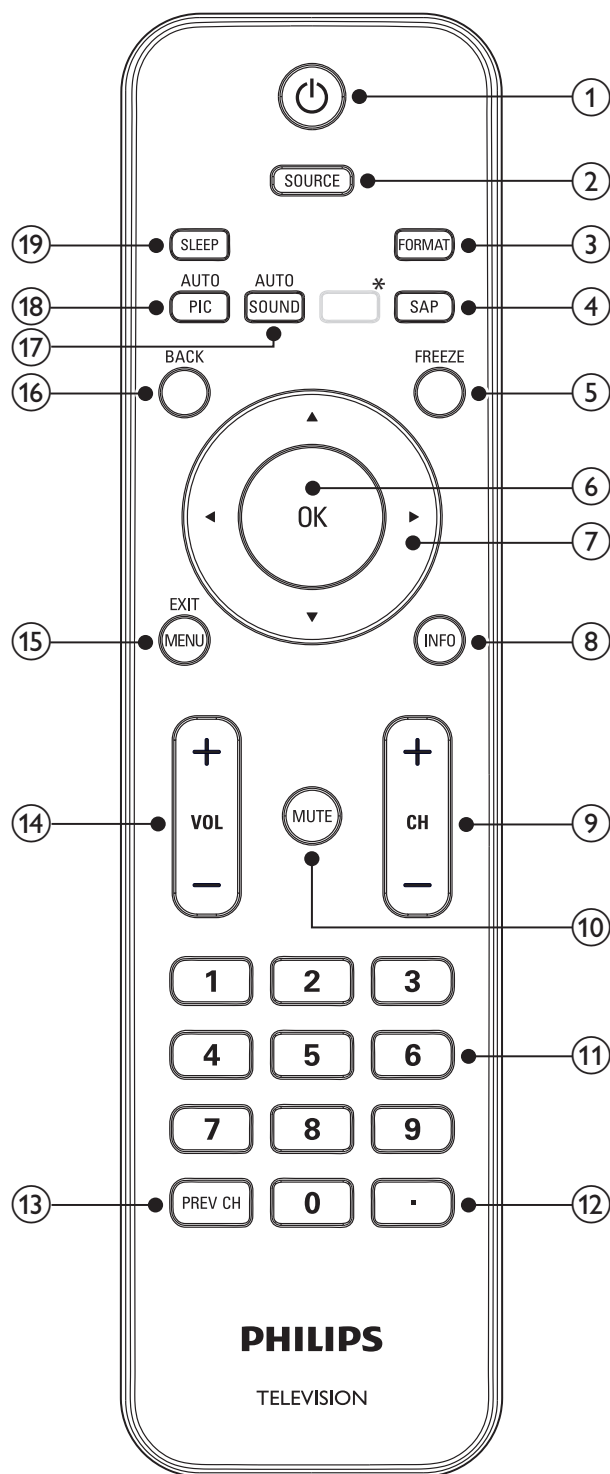 ①
SOURCE
②
⑲ SLEEP FORMAT ③
AUTO AUTO *
⑱ PIC SOUND SAP ④
⑰
BACK FREEZE
⑯ ⑤
⑥
OK
⑦
EXIT
⑮ MENU INFO ⑧
+ +
⑭ VOL MUTE CH ⑨
– –
⑩
1 2 3
4 5 6 ⑪
7 8 9
⑬ PREV CH 0 . ⑫
PHILIPS
TELEVISION